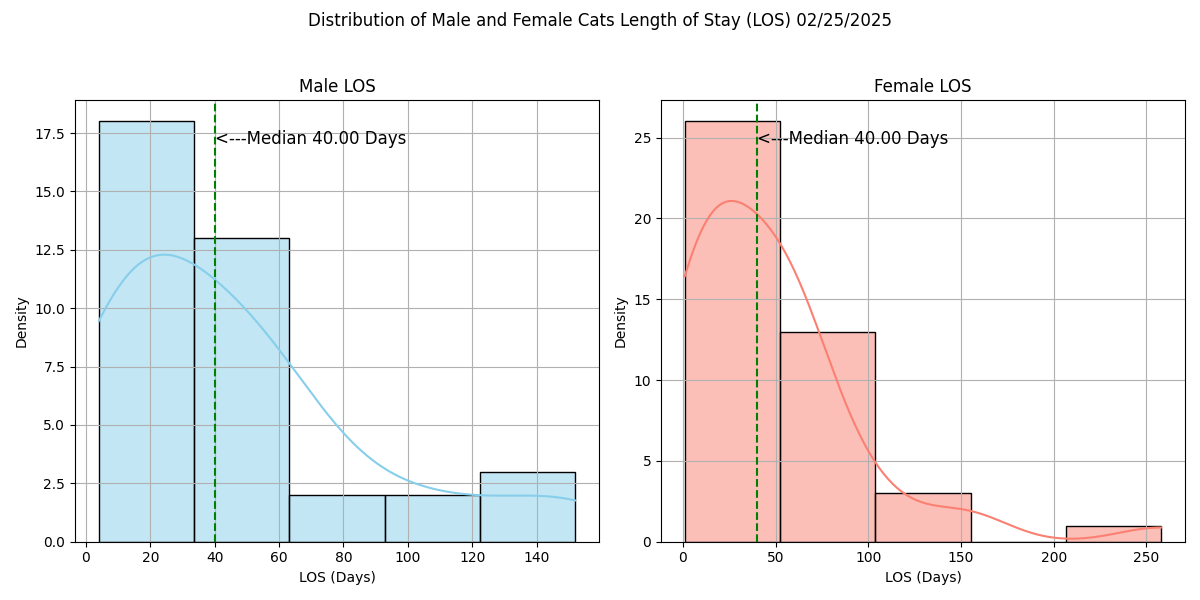 Distribution of Male and Female Cats Length of Stay (LOS) 02/25/2025
Male LOS
<---Median 40.00 Days
Density
17.5
15.0
12.5
10.0
7.5
5.0
2.5
0.0
0 20 40 60 80 100 120 140
LOS (Days)
Female LOS
<---Median 40.00 Days
Density
25
20
15
10
5
0
0 50 100 150 200 250
LOS (Days)